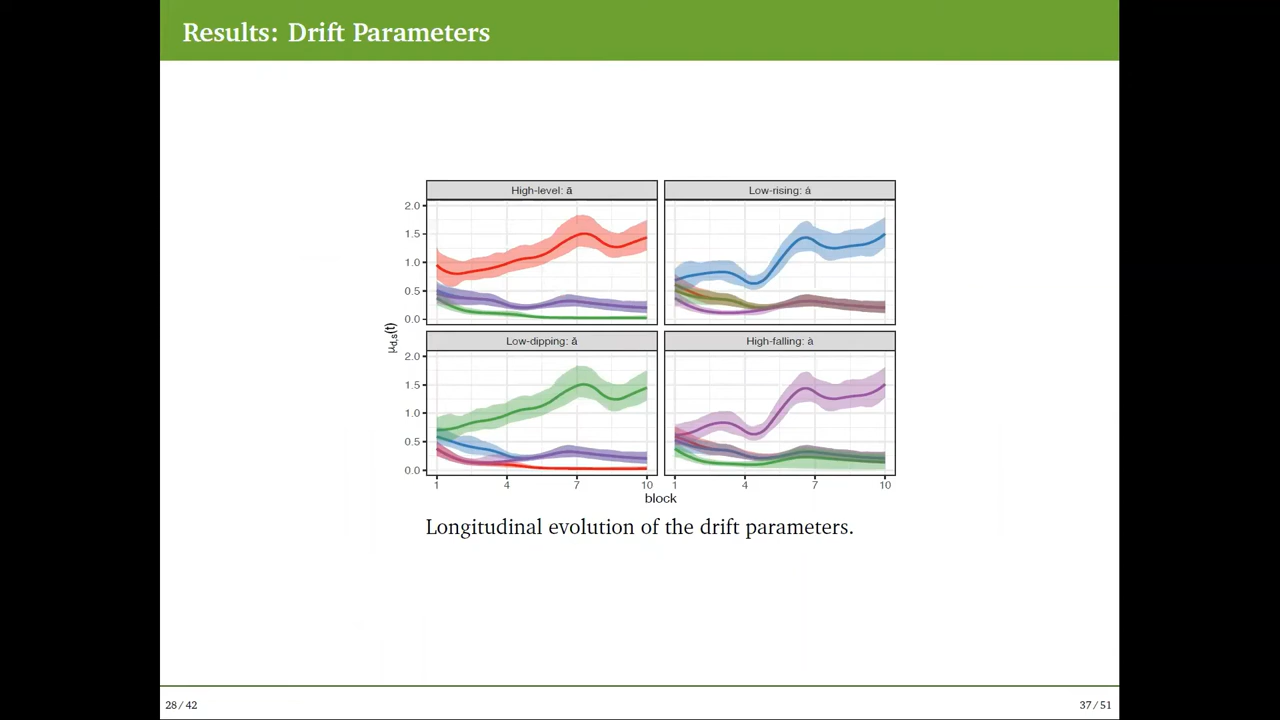 Results: Drift Parameters
High-level: ā
Low-rising: á
2.0
1.5
1.0
0.5
0.0
μd,s(t)
Low-dipping: ǎ
High-falling: à
2.0
1.5
1.0
0.5
0.0
1 4 7 10 1 4 7 10
block
Longitudinal evolution of the drift parameters.
28 / 42
37 / 51